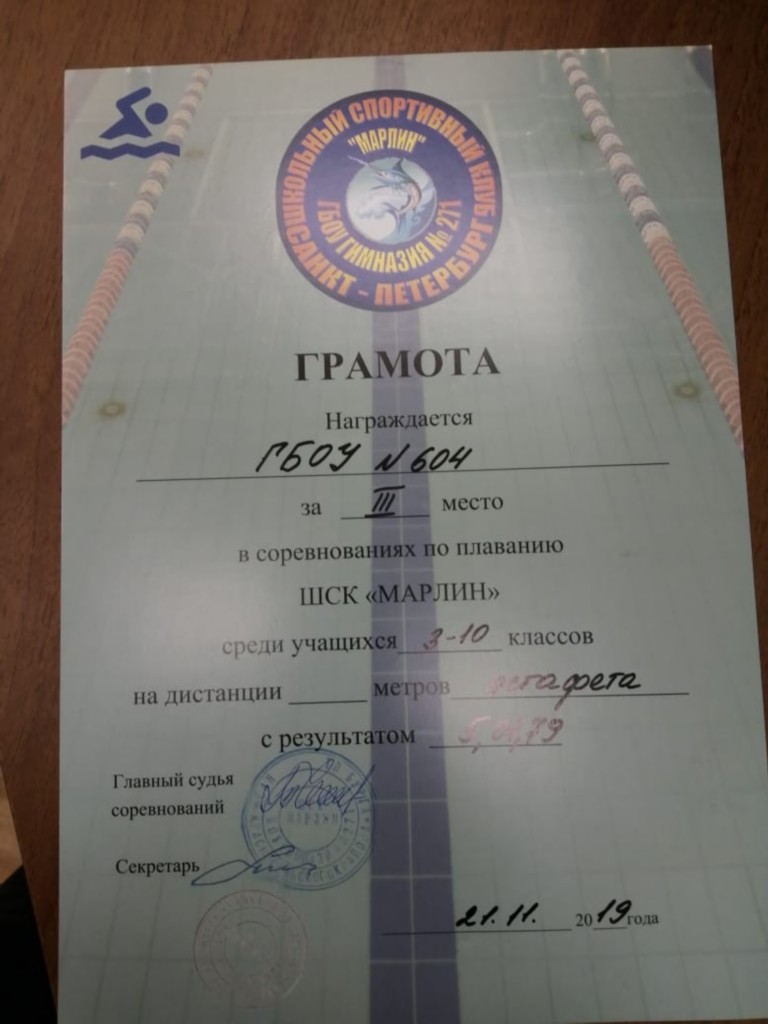 ШКОЛЬНЫЙ СПОРТИВНЫЙ КЛУБ
"МАРЛИН"
ГБОУ ГИМНАЗИЯ № 271
САНКТ - ПЕТЕРБУРГ
ГРАМОТА
Награждается
ГБОУ N 604
за III место
в соревнованиях по плаванию
ШСК «МАРЛИН»
среди учащихся 3-10 классов
на дистанции метров эстафета
с результатом
Главный судья
соревнований
Секретарь
21.11. 2019 года